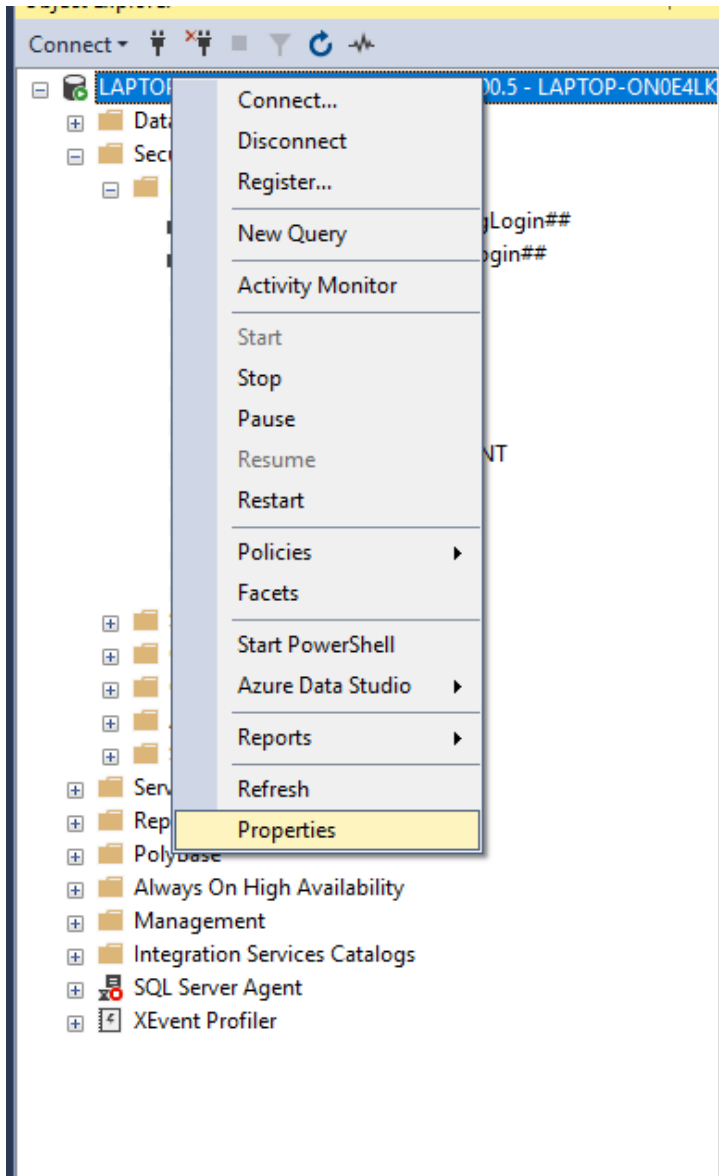 Connect
LAPTOP 00.5 - LAPTOP-ON0E4LK
Connect...
Data
Disconnect
Secu
Register...
gLogin##
New Query
ogin##
Activity Monitor
Start
Stop
Pause
NT
Resume
Restart
Policies
Facets
Start PowerShell
Azure Data Studio
Reports
Serv
Refresh
Rep
Properties
PolyBase
Always On High Availability
Management
Integration Services Catalogs
SQL Server Agent
XEvent Profiler